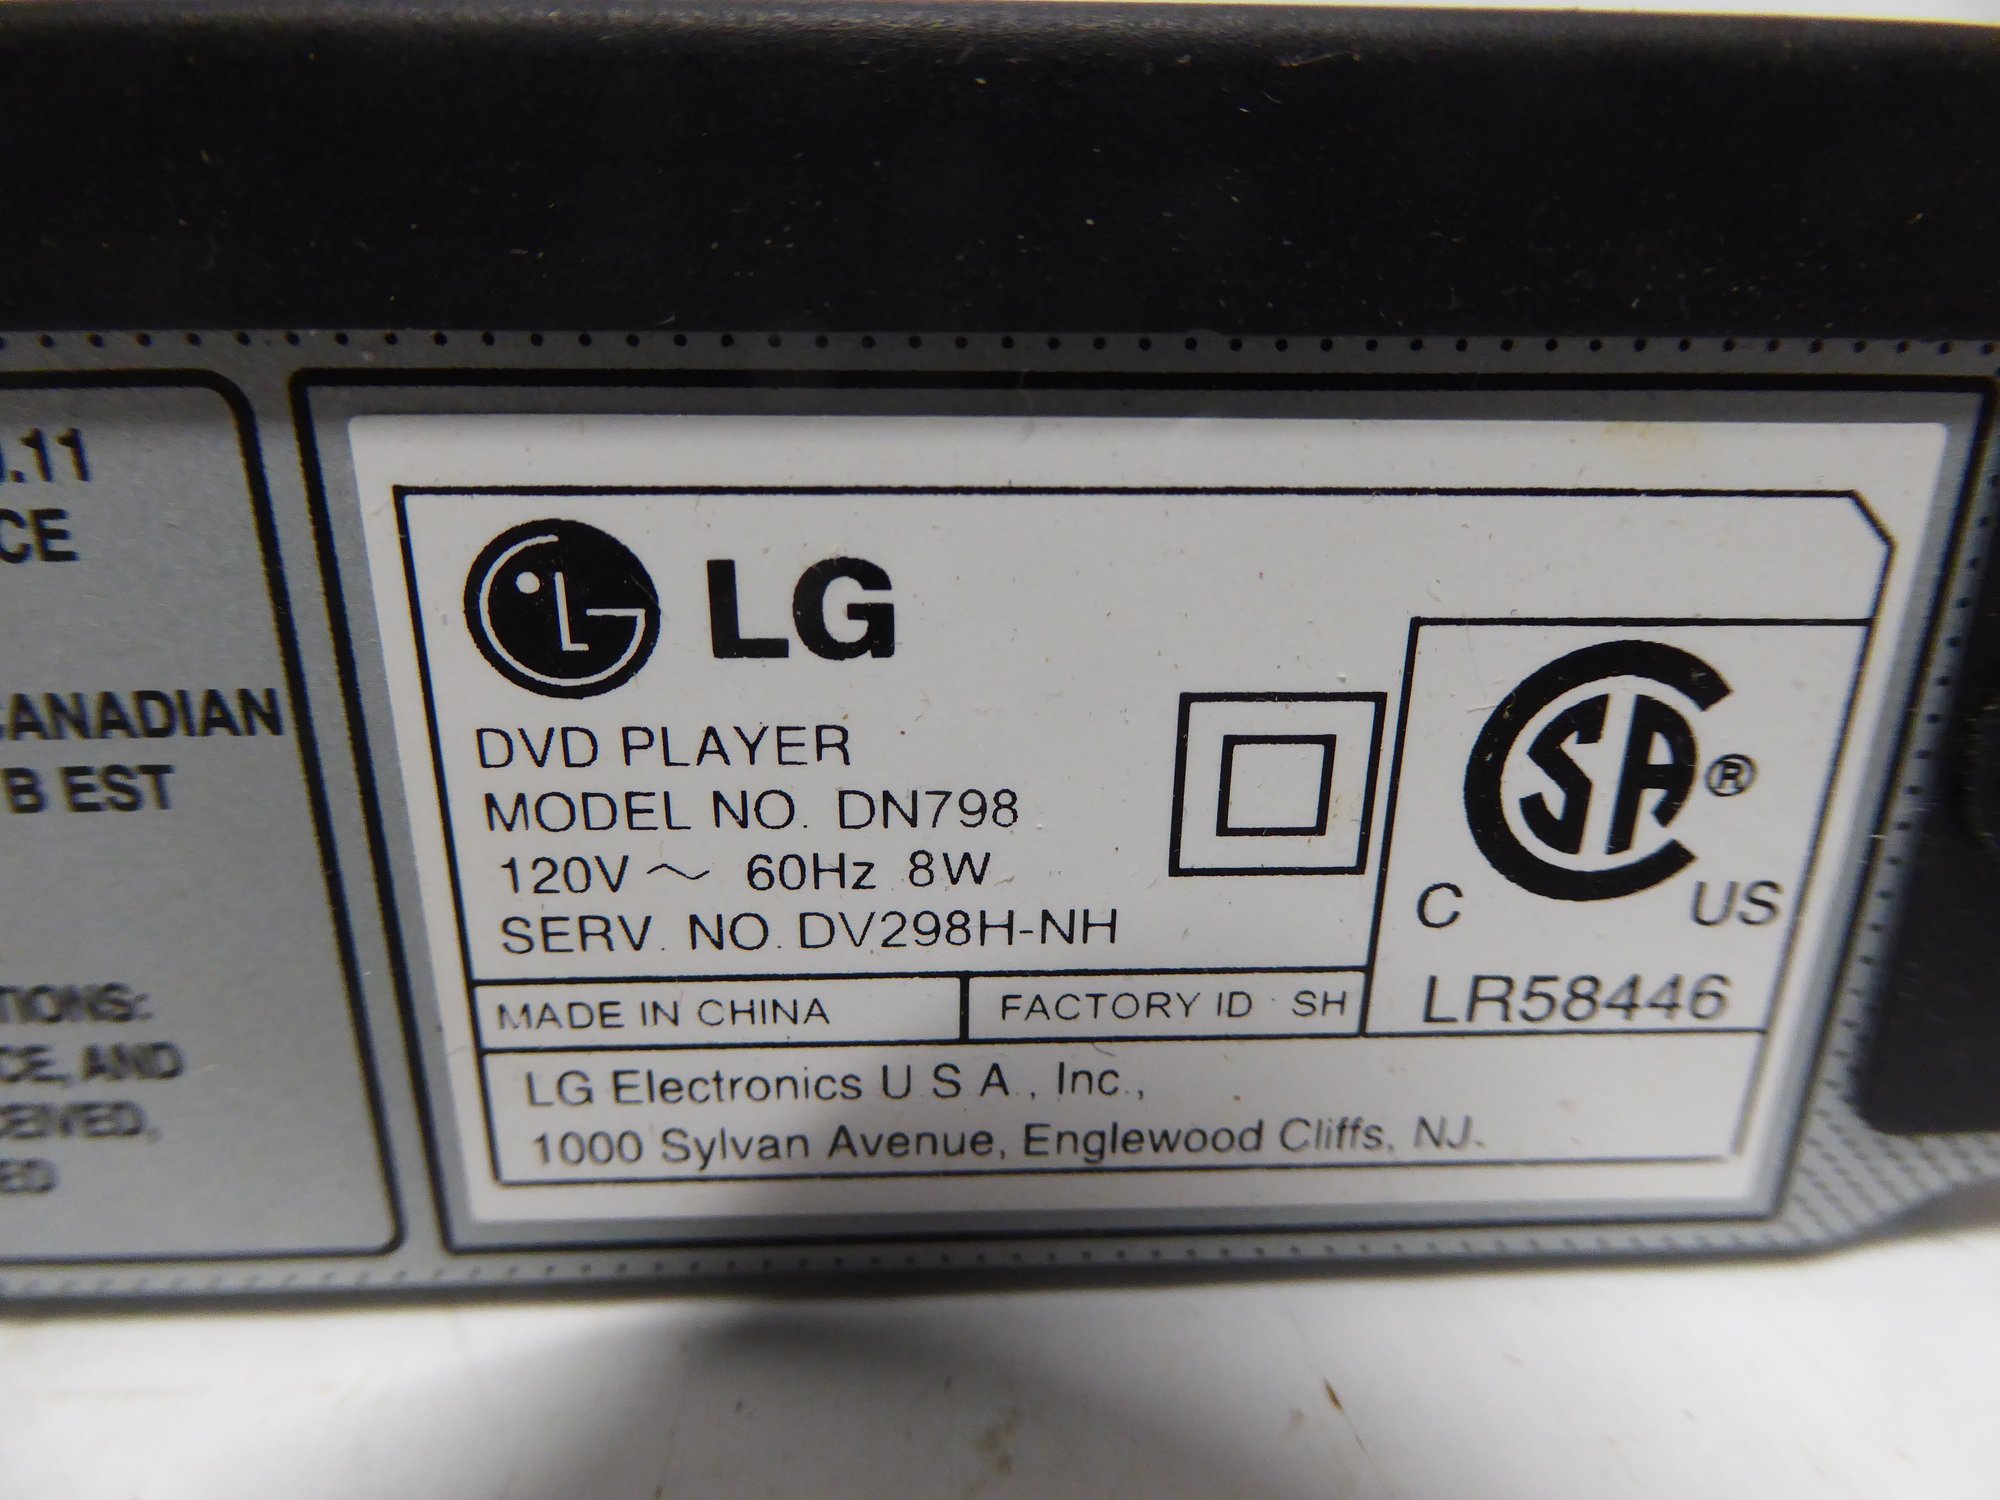 .11
CE
CANADIAN
B EST
TIONS:
CE, AND
CEIVED,
ED
LG
DVD PLAYER
MODEL NO. DN798
120V ~ 60Hz 8W
SERV. NO. DV298H-NH
MADE IN CHINA
FACTORY ID : SH
SA ®
C US
LR58446
LG Electronics U.S.A., Inc.,
1000 Sylvan Avenue, Englewood Cliffs, NJ.